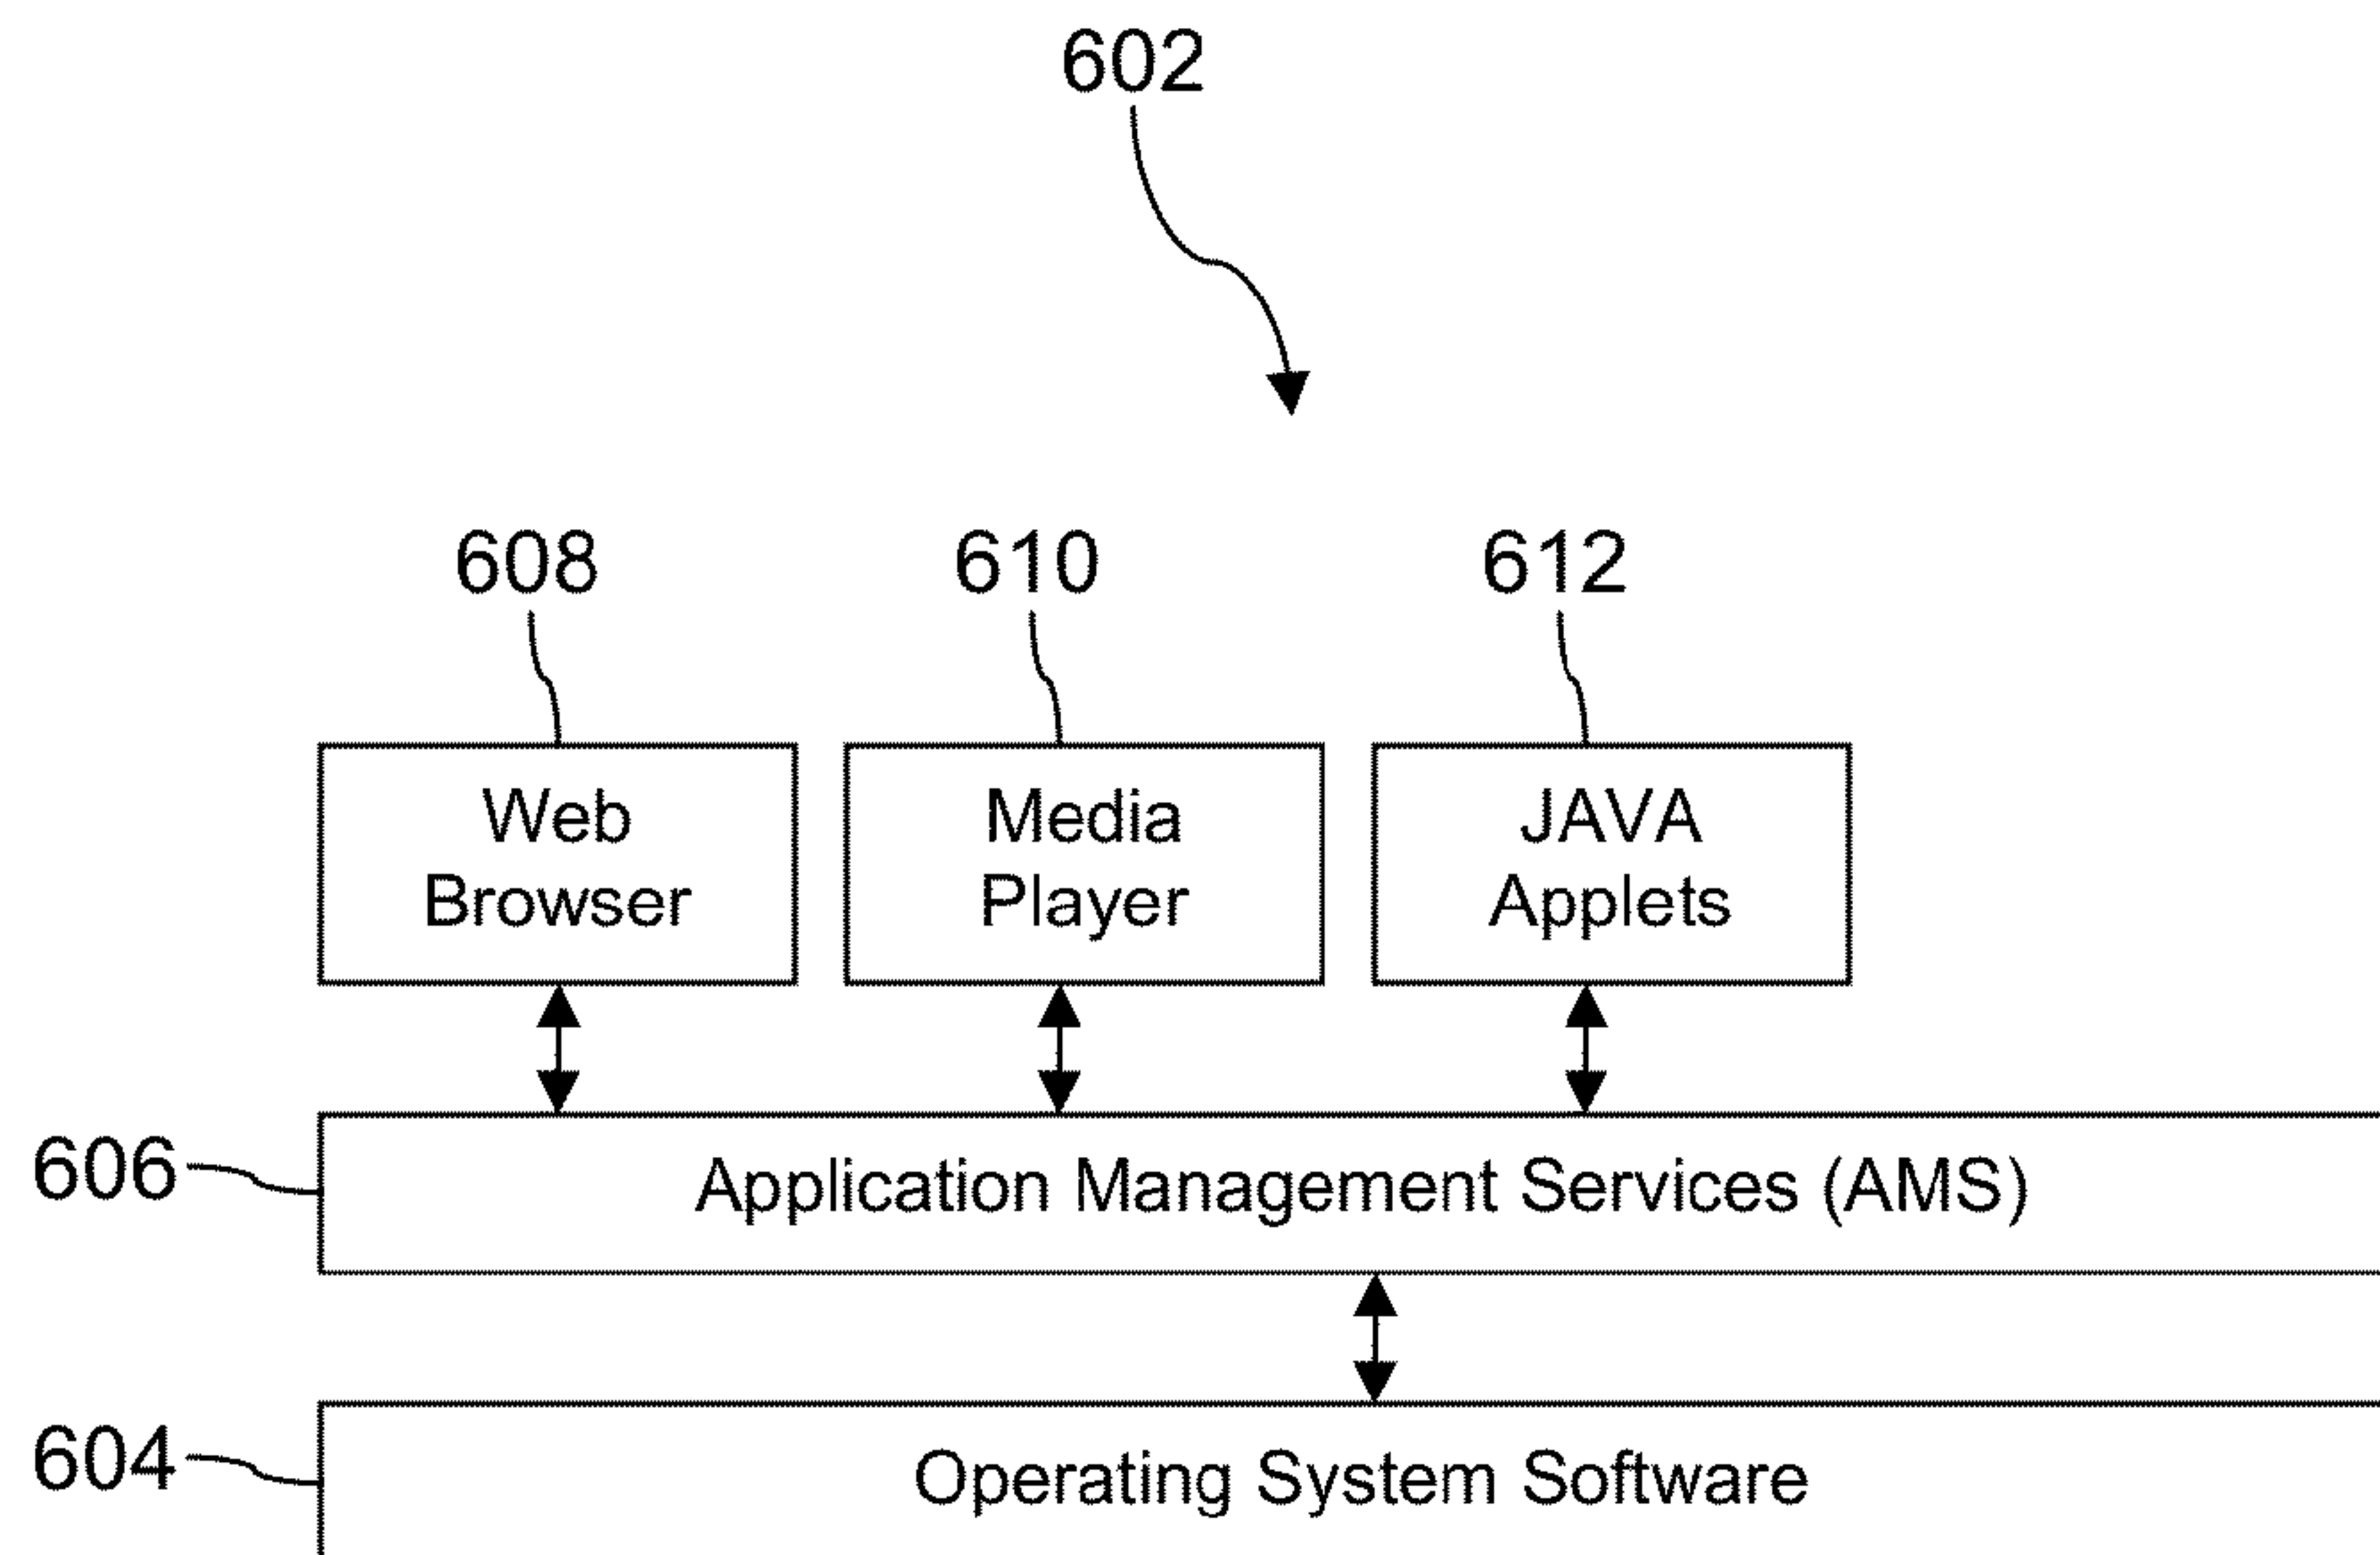 602
608
610
612
Web
Browser
Media
Player
JAVA
Applets
606
Application Management Services (AMS)
604
Operating System Software